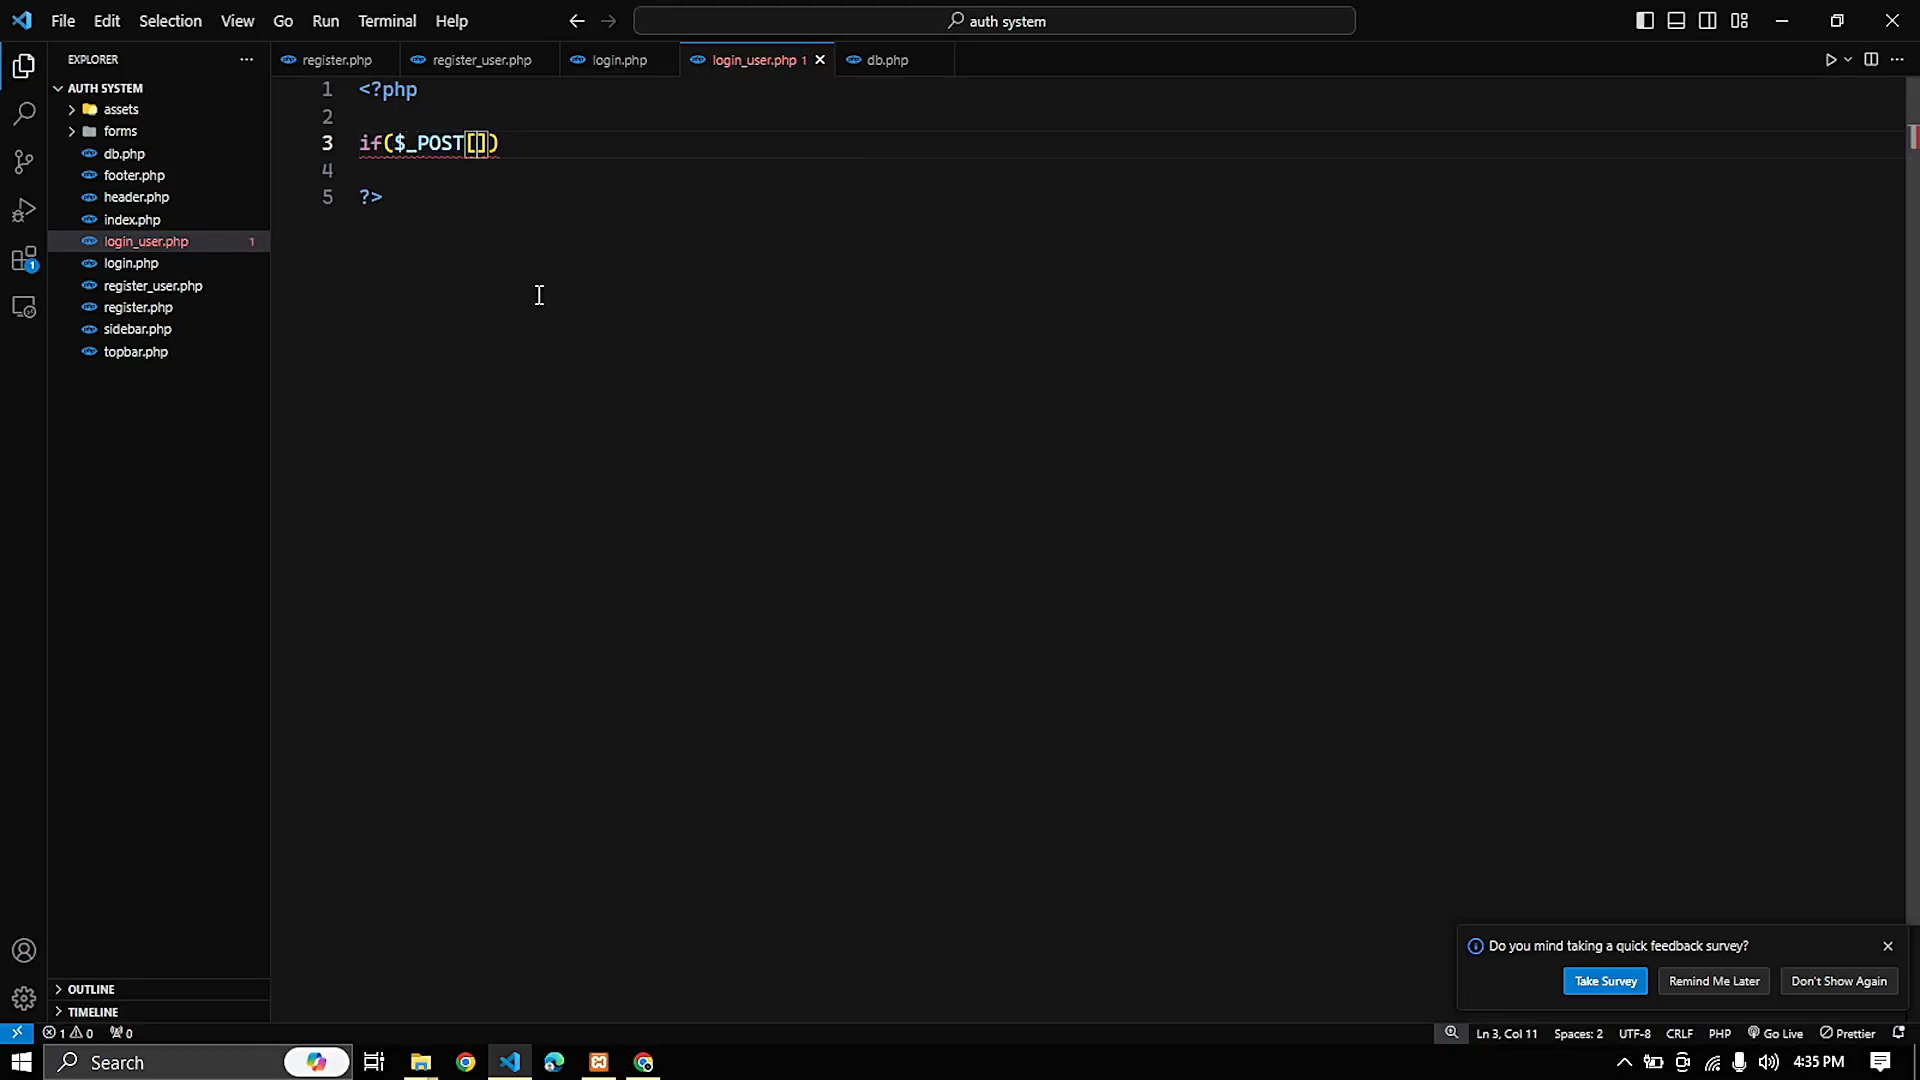 File Edit Selection View Go Run Terminal Help
auth system
EXPLORER
register.php
register_user.php
login.php
login_user.php 1
db.php
AUTH SYSTEM
assets
forms
db.php
footer.php
header.php
index.php
login_user.php 1
login.php
register_user.php
register.php
sidebar.php
topbar.php
1 <?php
2
3 if($_POST[])
4
5 ?>
1
Do you mind taking a quick feedback survey?
Take Survey
Remind Me Later
Don't Show Again
OUTLINE
TIMELINE
1 0 0
Ln 3, Col 11 Spaces: 2 UTF-8 CRLF PHP Go Live Prettier
Search
4:35 PM